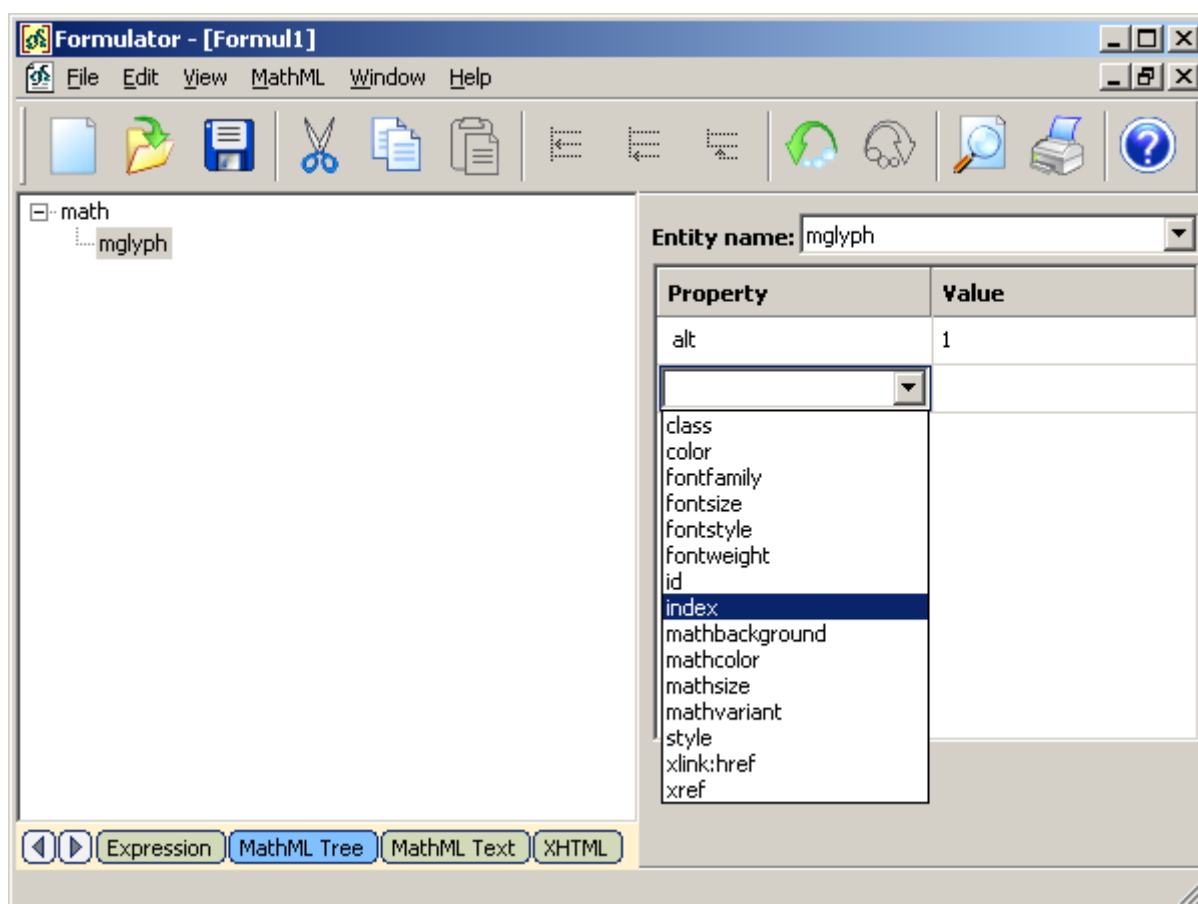 Formulator - [Formul1]
File Edit View MathML Window Help
math
mglyph
Entity name: mglyph
Property Value
alt 1
class
color
fontfamily
fontsize
fontstyle
fontweight
id
index
mathbackground
mathcolor
mathsize
mathvariant
style
xlink:href
xref
Expression MathML Tree MathML Text XHTML